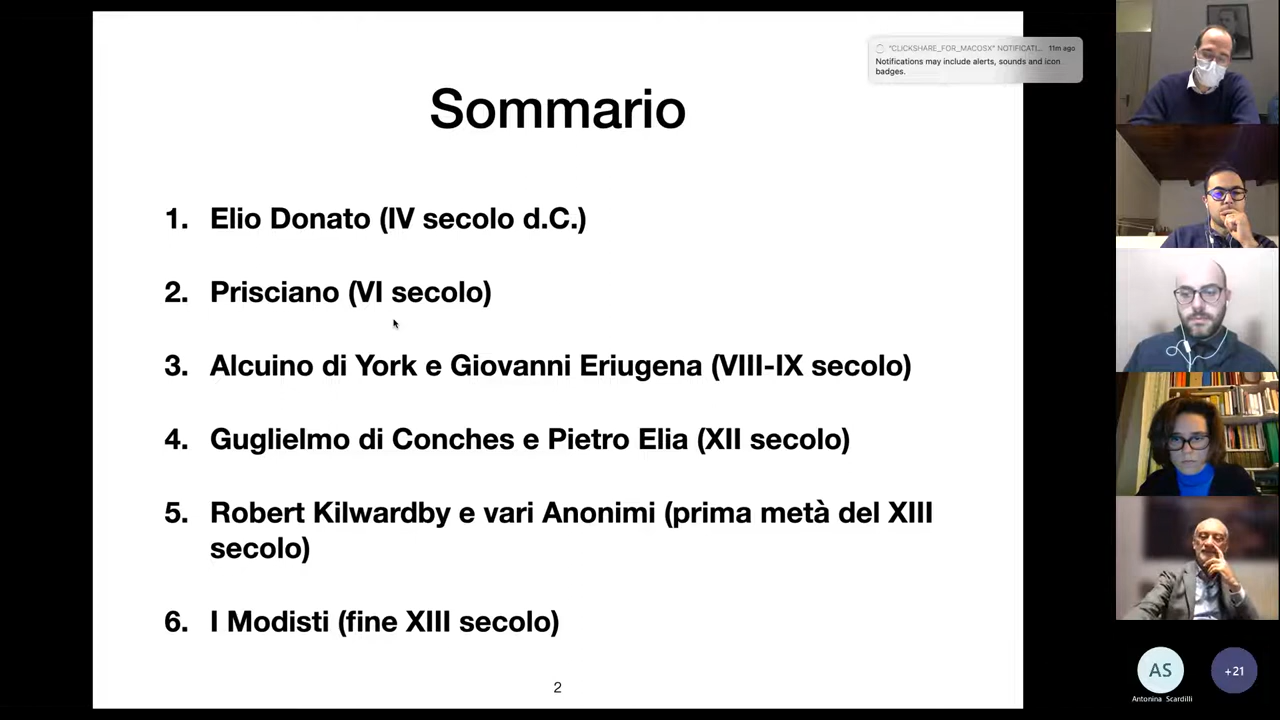 Sommario
"CLICKSHARE_FOR_MACOSX" NOTIFICATI... 11m ago
Notifications may include alerts, sounds and icon
badges.
1. Elio Donato (IV secolo d.C.)
2. Prisciano (VI secolo)
3. Alcuino di York e Giovanni Eriugena (VIII-IX secolo)
4. Guglielmo di Conches e Pietro Elia (XII secolo)
5. Robert Kilwardby e vari Anonimi (prima metà del XIII
secolo)
6. I Modisti (fine XIII secolo)
2
AS
+21
Antonina Scardilli